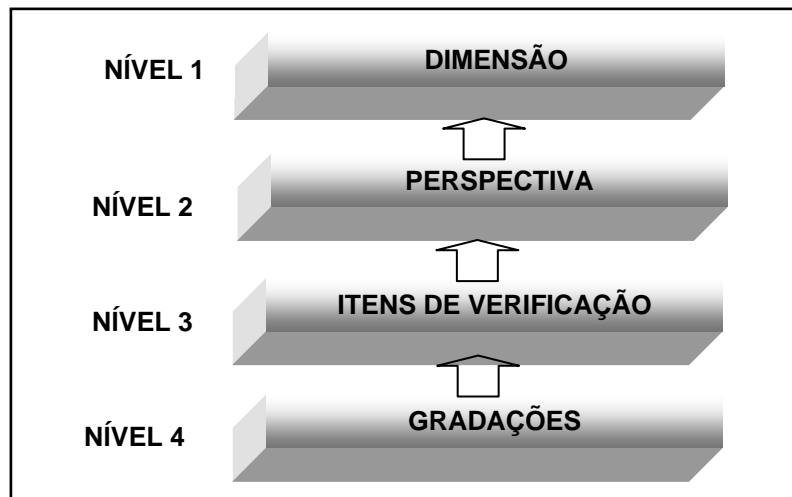 NÍVEL 1
DIMENSÃO
NÍVEL 2
PERSPECTIVA
NÍVEL 3
ITENS DE VERIFICAÇÃO
NÍVEL 4
GRADAÇÕES